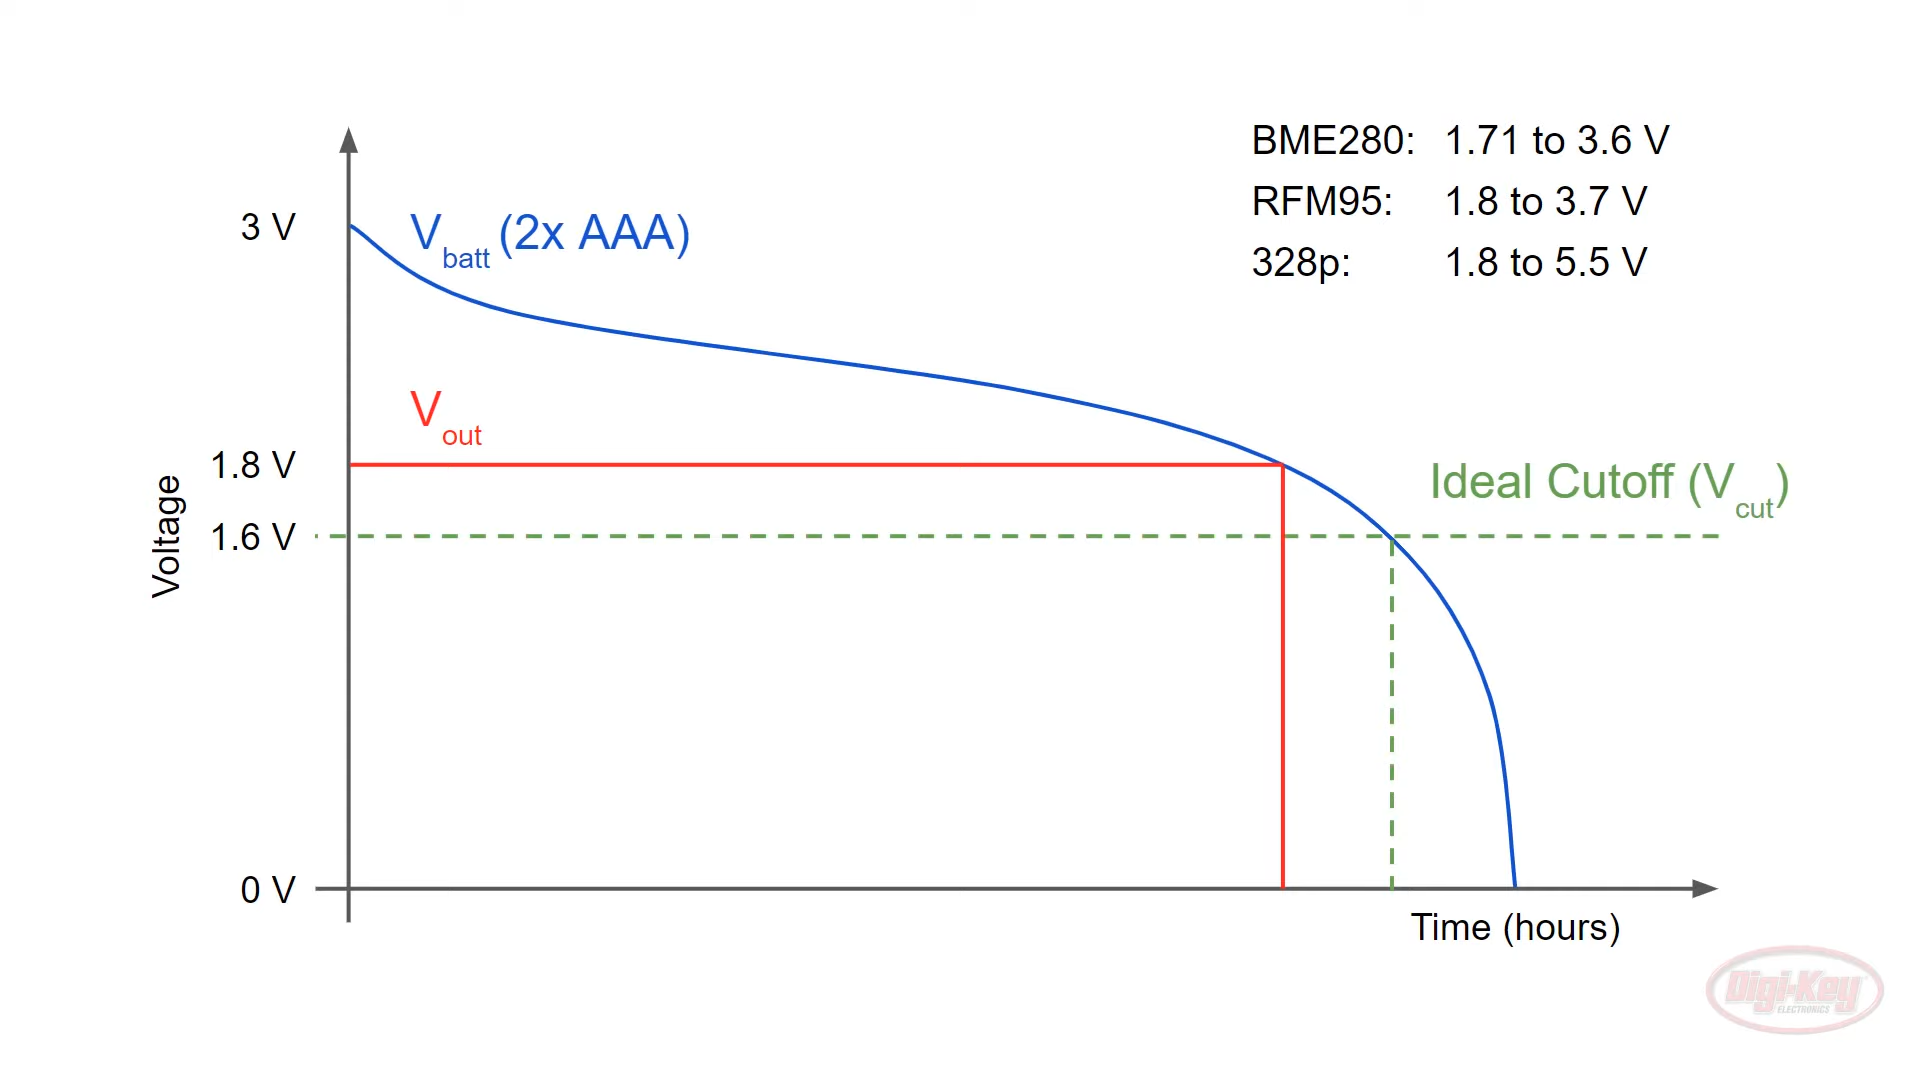 BME280: 1.71 to 3.6 V
RFM95: 1.8 to 3.7 V
328p: 1.8 to 5.5 V
3 V
Vbatt (2x AAA)
Vout
1.8 V
Ideal Cutoff (Vcut)
1.6 V
Voltage
0 V
Time (hours)
Digi-Key
ELECTRONICS